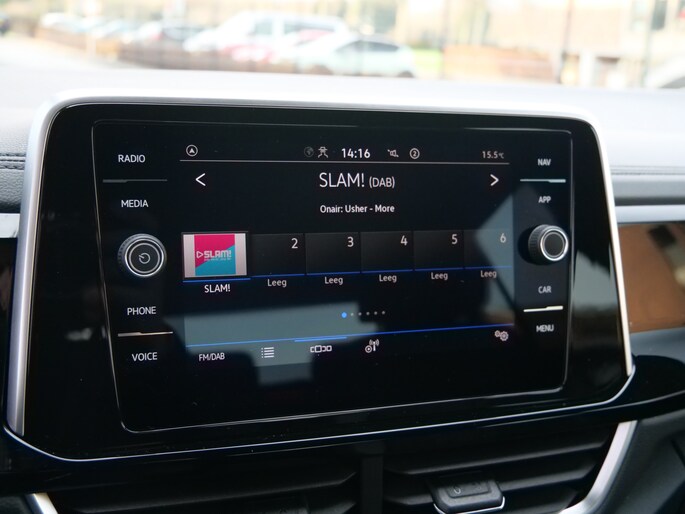 RADIO
MEDIA
PHONE
VOICE
14:16
2
15.5°C
SLAM! (DAB)
Onair: Usher - More
SLAM!
2
3
4
5
6
SLAM!
Leeg
Leeg
Leeg
Leeg
Leeg
FM/DAB
NAV
APP
CAR
MENU